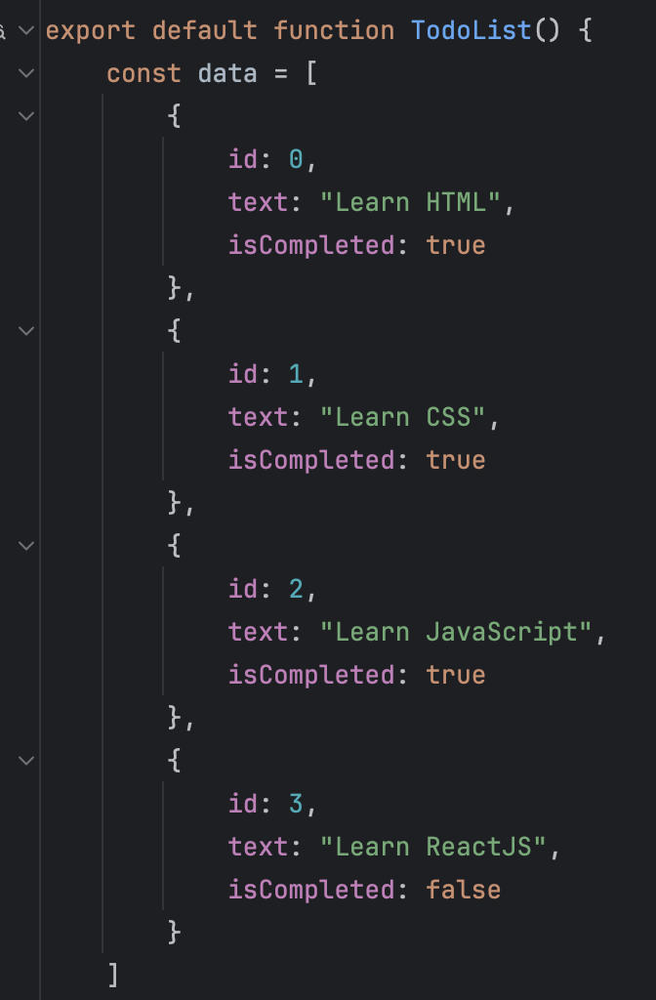 export default function TodoList() {
    const data = [
        {
            id: 0,
            text: "Learn HTML",
            isCompleted: true
        },
        {
            id: 1,
            text: "Learn CSS",
            isCompleted: true
        },
        {
            id: 2,
            text: "Learn JavaScript",
            isCompleted: true
        },
        {
            id: 3,
            text: "Learn ReactJS",
            isCompleted: false
        }
    ]